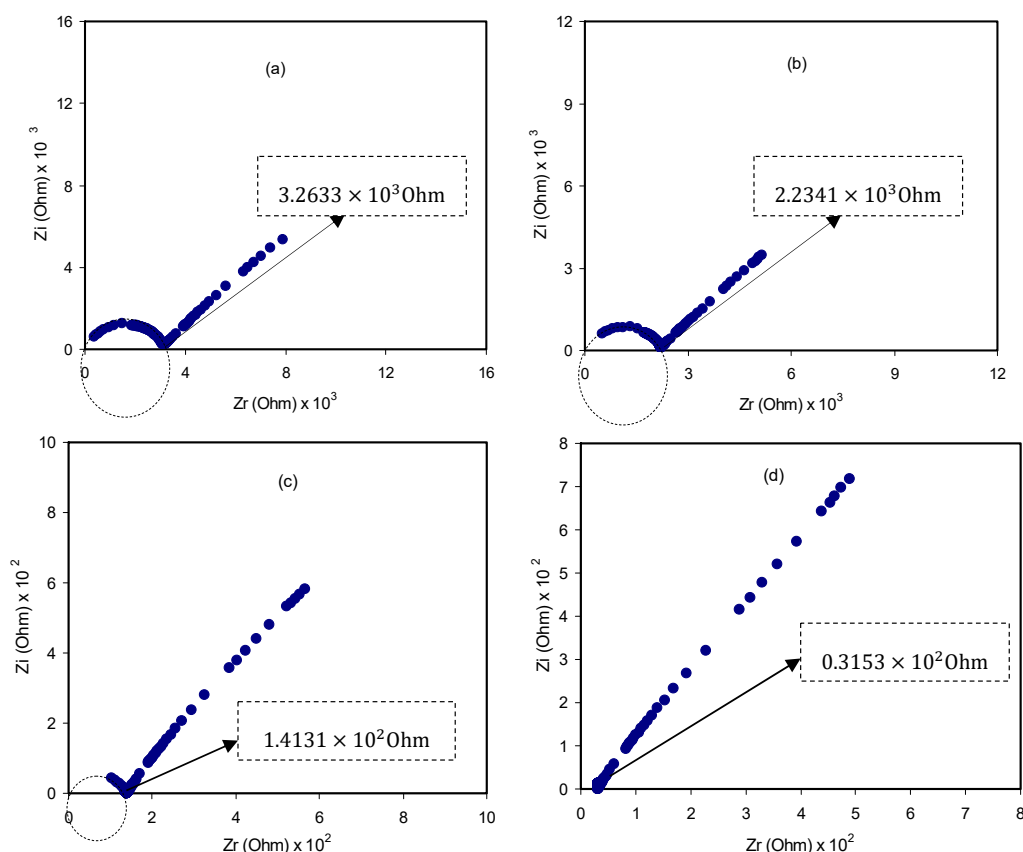 16
12
8
4
0
Zi (Ohm) x 10 3
(a)
3.2633 × 10³Ohm
0 4 8 12 16
Zr (Ohm) x 10³
12
9
6
3
0
Zi (Ohm) x 10³
(b)
2.2341 × 10³Ohm
0 3 6 9 12
Zr (Ohm) x 10³
10
8
6
4
2
0
Zi (Ohm) x 10 2
(c)
1.4131 × 10²Ohm
0 2 4 6 8 10
Zr (Ohm) x 10²
8
7
6
5
4
3
2
1
0
Zi (Ohm) x 10²
(d)
0.3153 × 10²Ohm
0 1 2 3 4 5 6 7 8
Zr (Ohm) x 10²